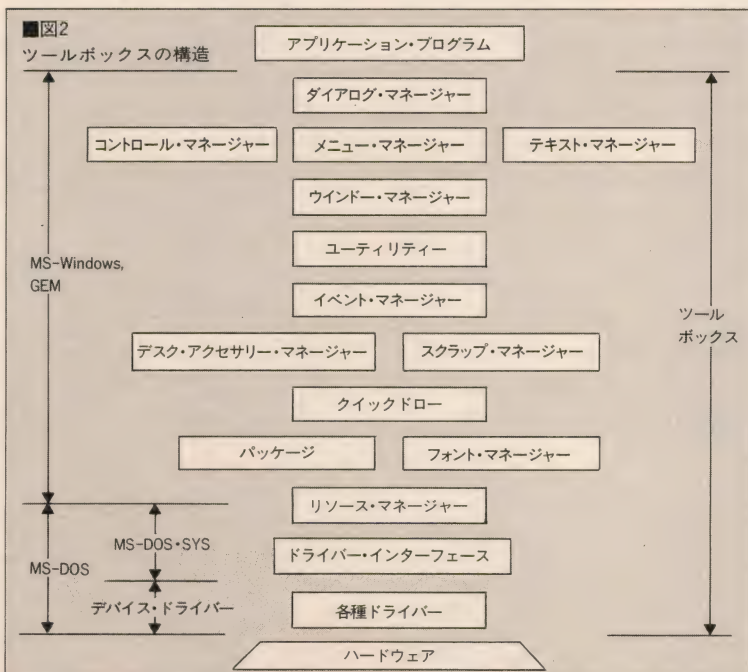 ■図2
ツールボックスの構造
アプリケーション・プログラム
ダイアログ・マネージャー
コントロール・マネージャー
メニュー・マネージャー
テキスト・マネージャー
ウインドー・マネージャー
ユーティリティー
MS-Windows,
GEM
イベント・マネージャー
ツール
ボックス
デスク・アクセサリー・マネージャー
スクラップ・マネージャー
クイックドロー
パッケージ
フォント・マネージャー
リソース・マネージャー
MS-DOS・SYS
ドライバー・インターフェース
MS-DOS
デバイス・ドライバー
各種ドライバー
ハードウェア